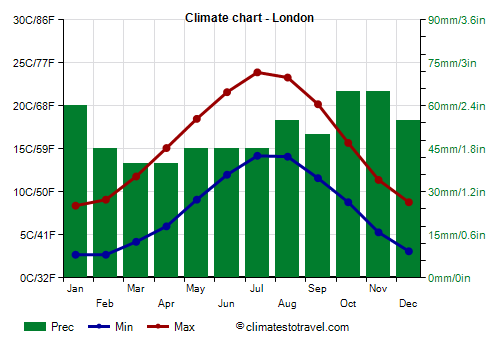 Climate chart - London
30C/86F
90mm/3.6in
25C/77F
75mm/3in
20C/68F
60mm/2.4in
15C/59F
45mm/1.8in
10C/50F
30mm/1.2in
5C/41F
15mm/0.6in
0C/32F
0mm/0in
Jan
Feb
Mar
Apr
May
Jun
Jul
Aug
Sep
Oct
Nov
Dec
Prec Min Max ©climatestotravel.com